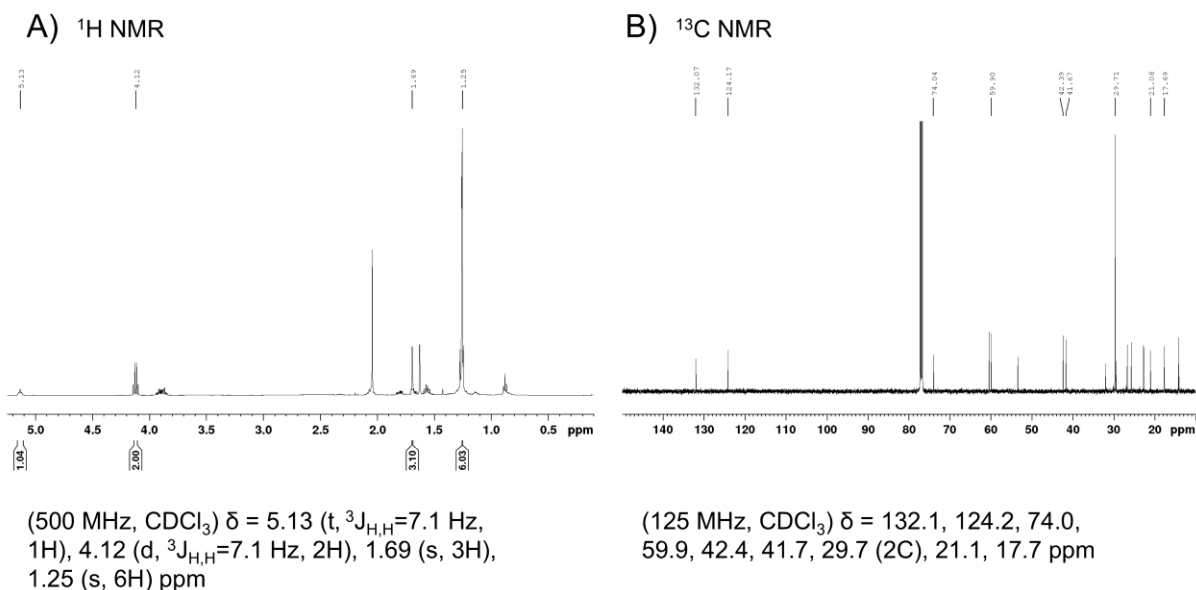 A) ¹H NMR
5.13 4.12 1.69 1.25
5.0 4.5 4.0 3.5 3.0 2.5 2.0 1.5 1.0 0.5 ppm
1.04 2.00 3.10 6.03
(500 MHz, CDCl₃) δ = 5.13 (t, ³J_H,H=7.1 Hz,
1H), 4.12 (d, ³J_H,H=7.1 Hz, 2H), 1.69 (s, 3H),
1.25 (s, 6H) ppm
B) ¹³C NMR
132.07 124.17 74.04 59.90 42.39 41.67 29.71 21.08 17.69
140 130 120 110 100 90 80 70 60 50 40 30 20 ppm
(125 MHz, CDCl₃) δ = 132.1, 124.2, 74.0,
59.9, 42.4, 41.7, 29.7 (2C), 21.1, 17.7 ppm